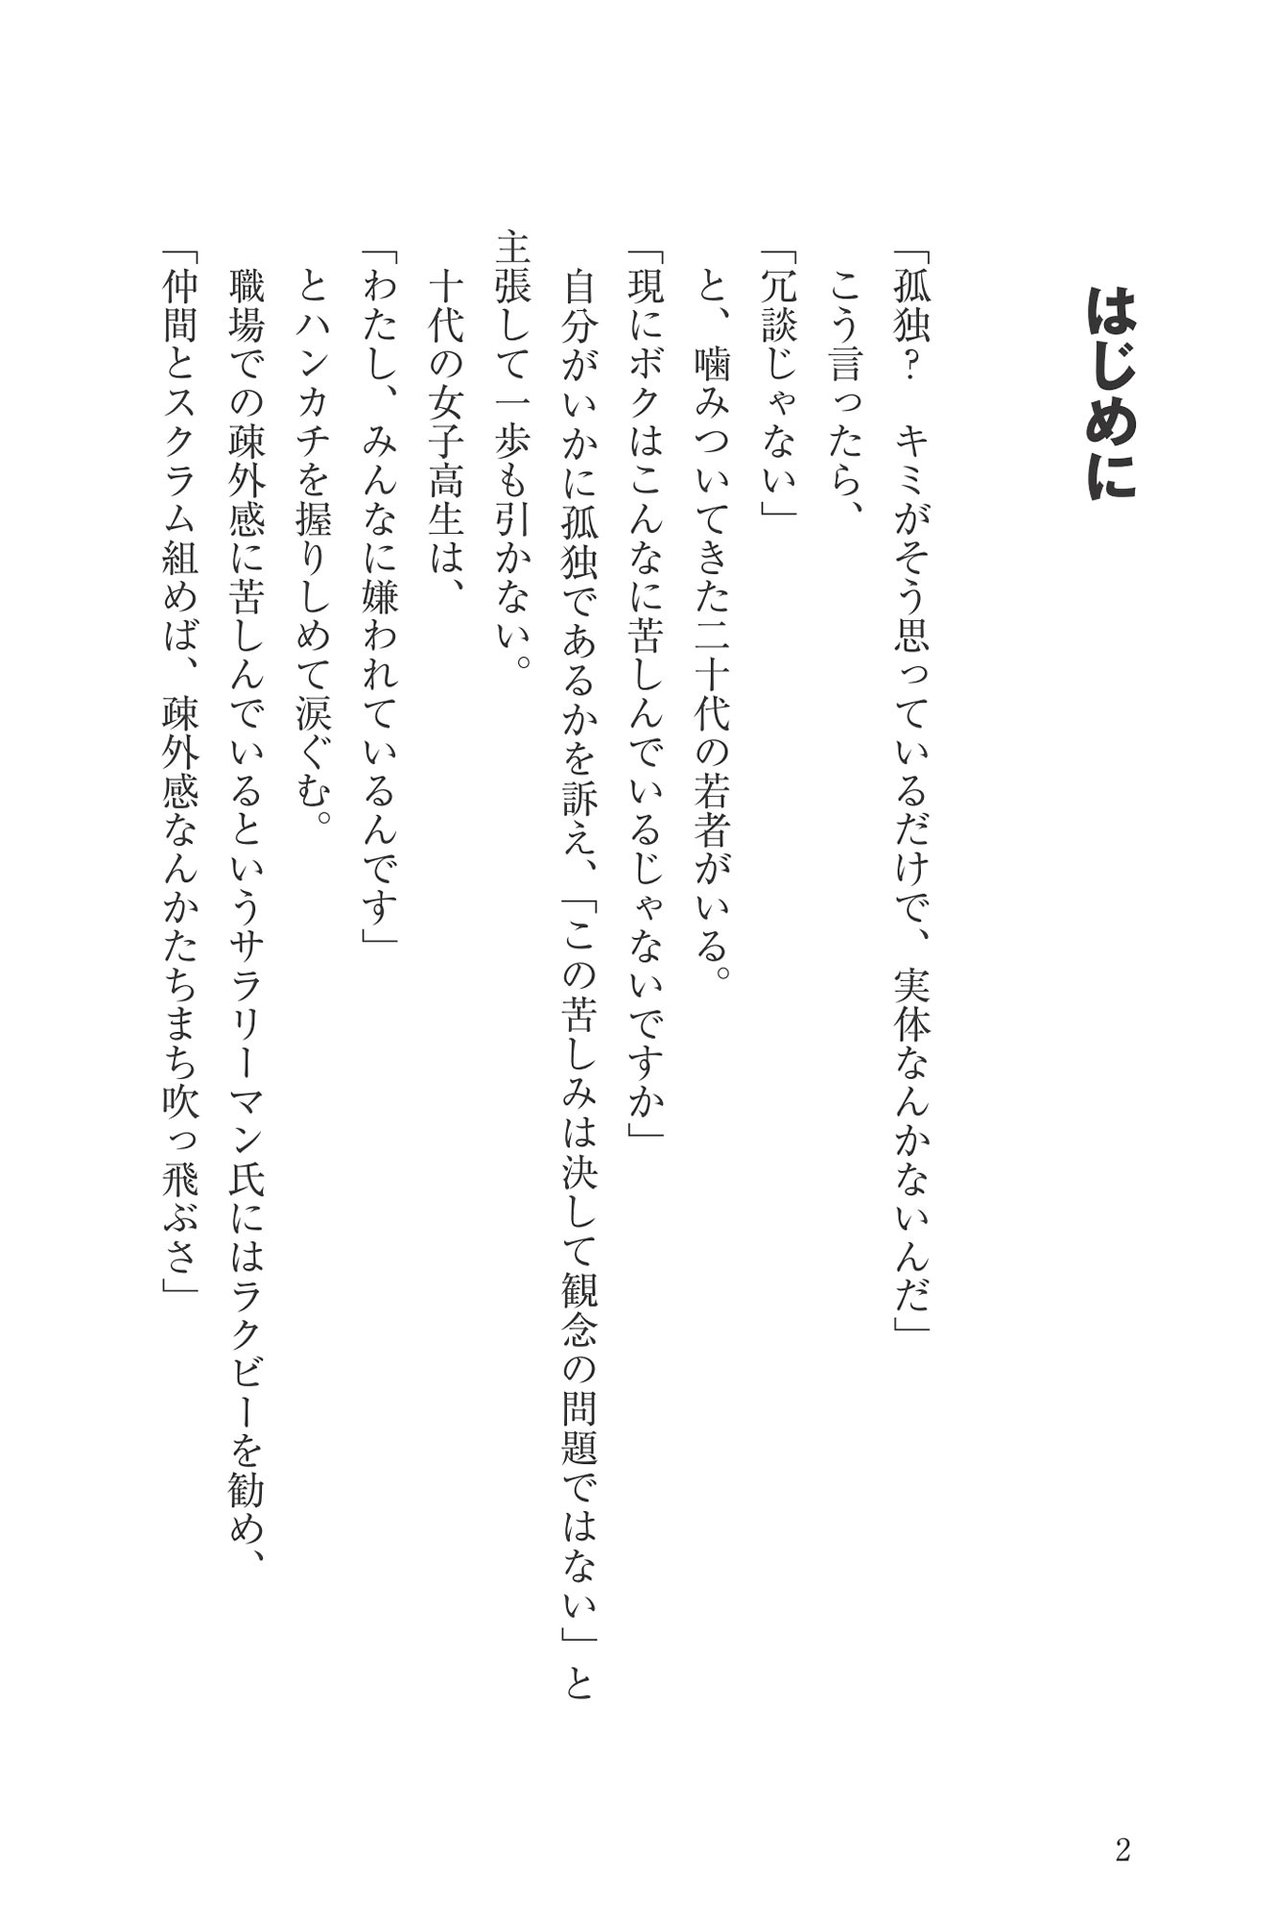 はじめに
「孤独？　キミがそう思っているだけで、実体なんかないんだ」
こう言ったら、
「冗談じゃない」
と、噛みついてきた二十代の若者がいる。
「現にボクはこんなに苦しんでいるじゃないですか」
自分がいかに孤独であるかを訴え、「この苦しみは決して観念の問題ではない」と
主張して一歩も引かない。
十代の女子高生は、
「わたし、みんなに嫌われているんです」
とハンカチを握りしめて涙ぐむ。
職場での疎外感に苦しんでいるというサラリーマン氏にはラクビーを勧め、
「仲間とスクラム組めば、疎外感なんかたちまち吹っ飛ぶさ」
2